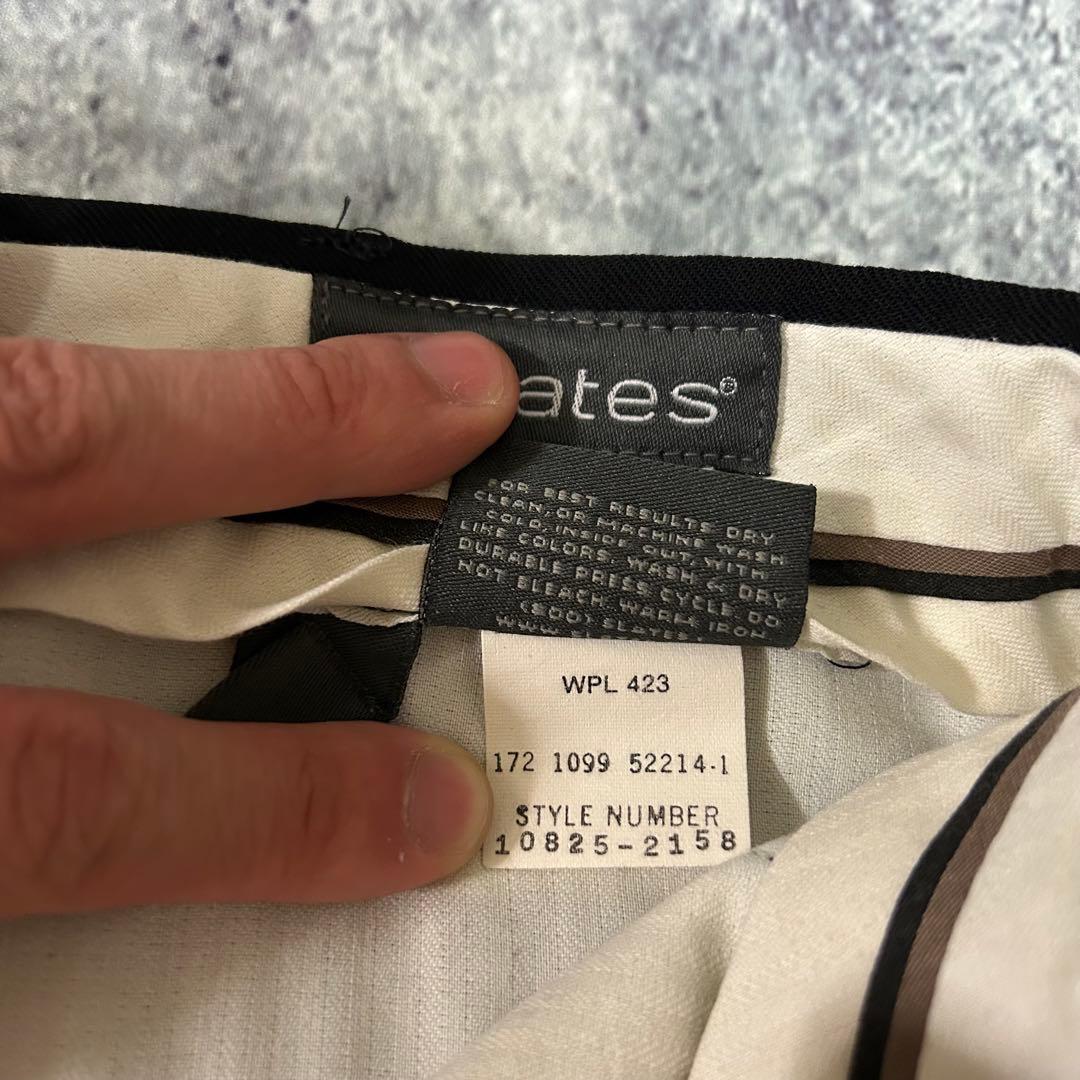 ates®
FOR BEST RESULTS DRY
CLEAN, OR MACHINE WASH
COLD, INSIDE OUT, WITH
LIKE COLORS. WASH & DRY
DURABLE PRESS CYCLE. DO
NOT BLEACH. WARM IRON
(800) SLATES
WPL 423
172 1099 52214-1
STYLE NUMBER
10825-2158